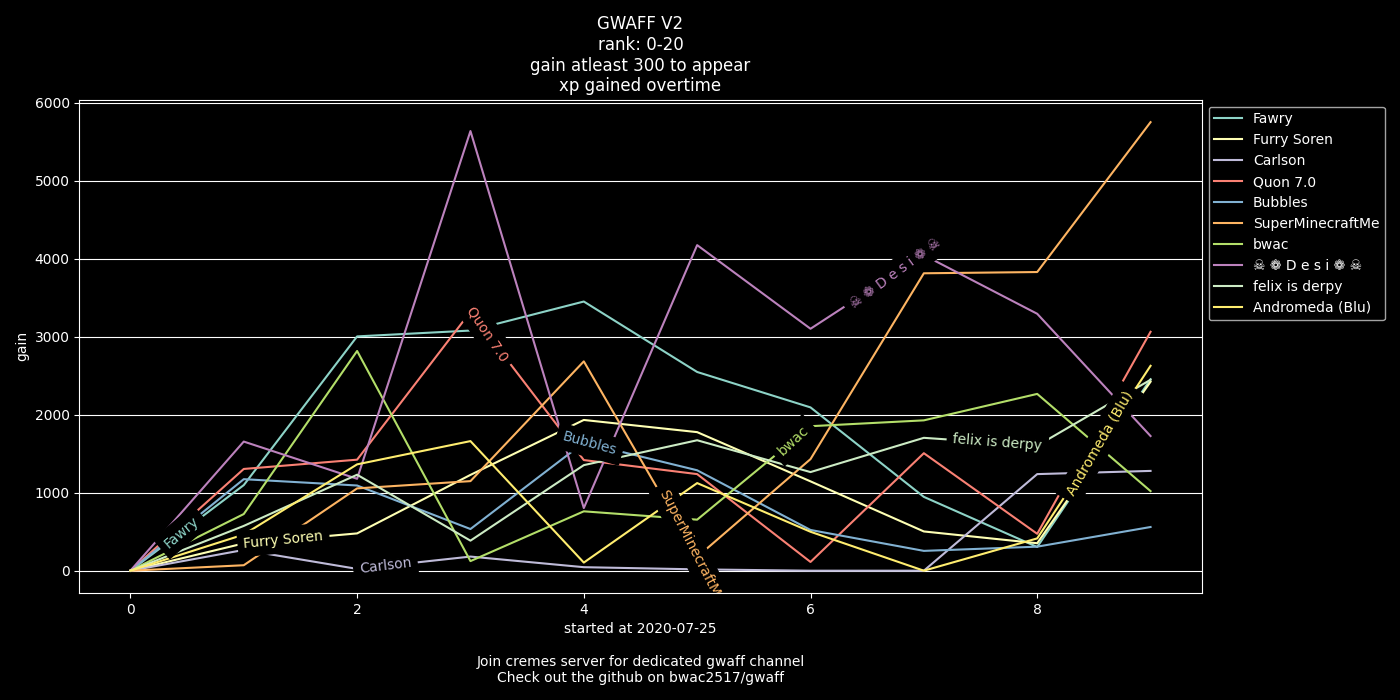 GWAFF V2
rank: 0-20
gain atleast 300 to appear
xp gained overtime
6000
5000
4000
3000
2000
1000
0
gain
0
2
4
6
8
started at 2020-07-25
Fawry
Furry Soren
Carlson
Quon 7.0
Bubbles
SuperMinecraftM
bwac
☠ ❁ D e s i ❁ ☠
felix is derpy
Andromeda (Blu)
Fawry
Furry Soren
Carlson
Quon 7.0
Bubbles
SuperMinecraftMe
bwac
☠ ❁ D e s i ❁ ☠
felix is derpy
Andromeda (Blu)
Join cremes server for dedicated gwaff channel
Check out the github on bwac2517/gwaff